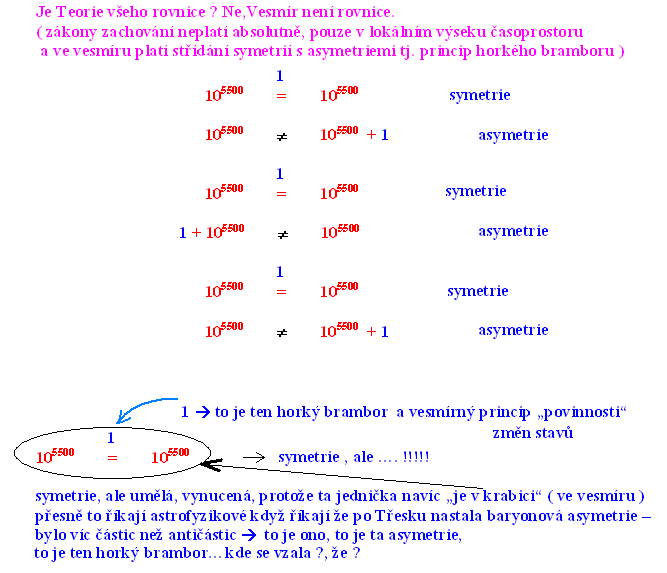 Je Teorie všeho rovnice ? Ne,Vesmír není rovnice.
( zákony zachování neplatí absolutně, pouze v lokálním výseku časoprostoru
a ve vesmíru platí střídání symetrií s asymetriemi tj. princip horkého bramboru )
1
10^5500 = 10^5500 symetrie
10^5500 ≠ 10^5500 + 1 asymetrie
1
10^5500 = 10^5500 symetrie
1 + 10^5500 ≠ 10^5500 asymetrie
1
10^5500 = 10^5500 symetrie
10^5500 ≠ 10^5500 + 1 asymetrie
1 → to je ten horký brambor a vesmírný princip „povinnosti“
změn stavů
1
10^5500 = 10^5500 → symetrie , ale .... !!!!!
symetrie, ale umělá, vynucená, protože ta jednička navíc „je v krabici“ ( ve vesmíru )
přesně to říkají astrofyzikové když říkají že po Třesku nastala baryonová asymetrie –
bylo víc částic než antičástic → to je ono, to je ta asymetrie,
to je ten horký brambor... kde se vzala ?, že ?